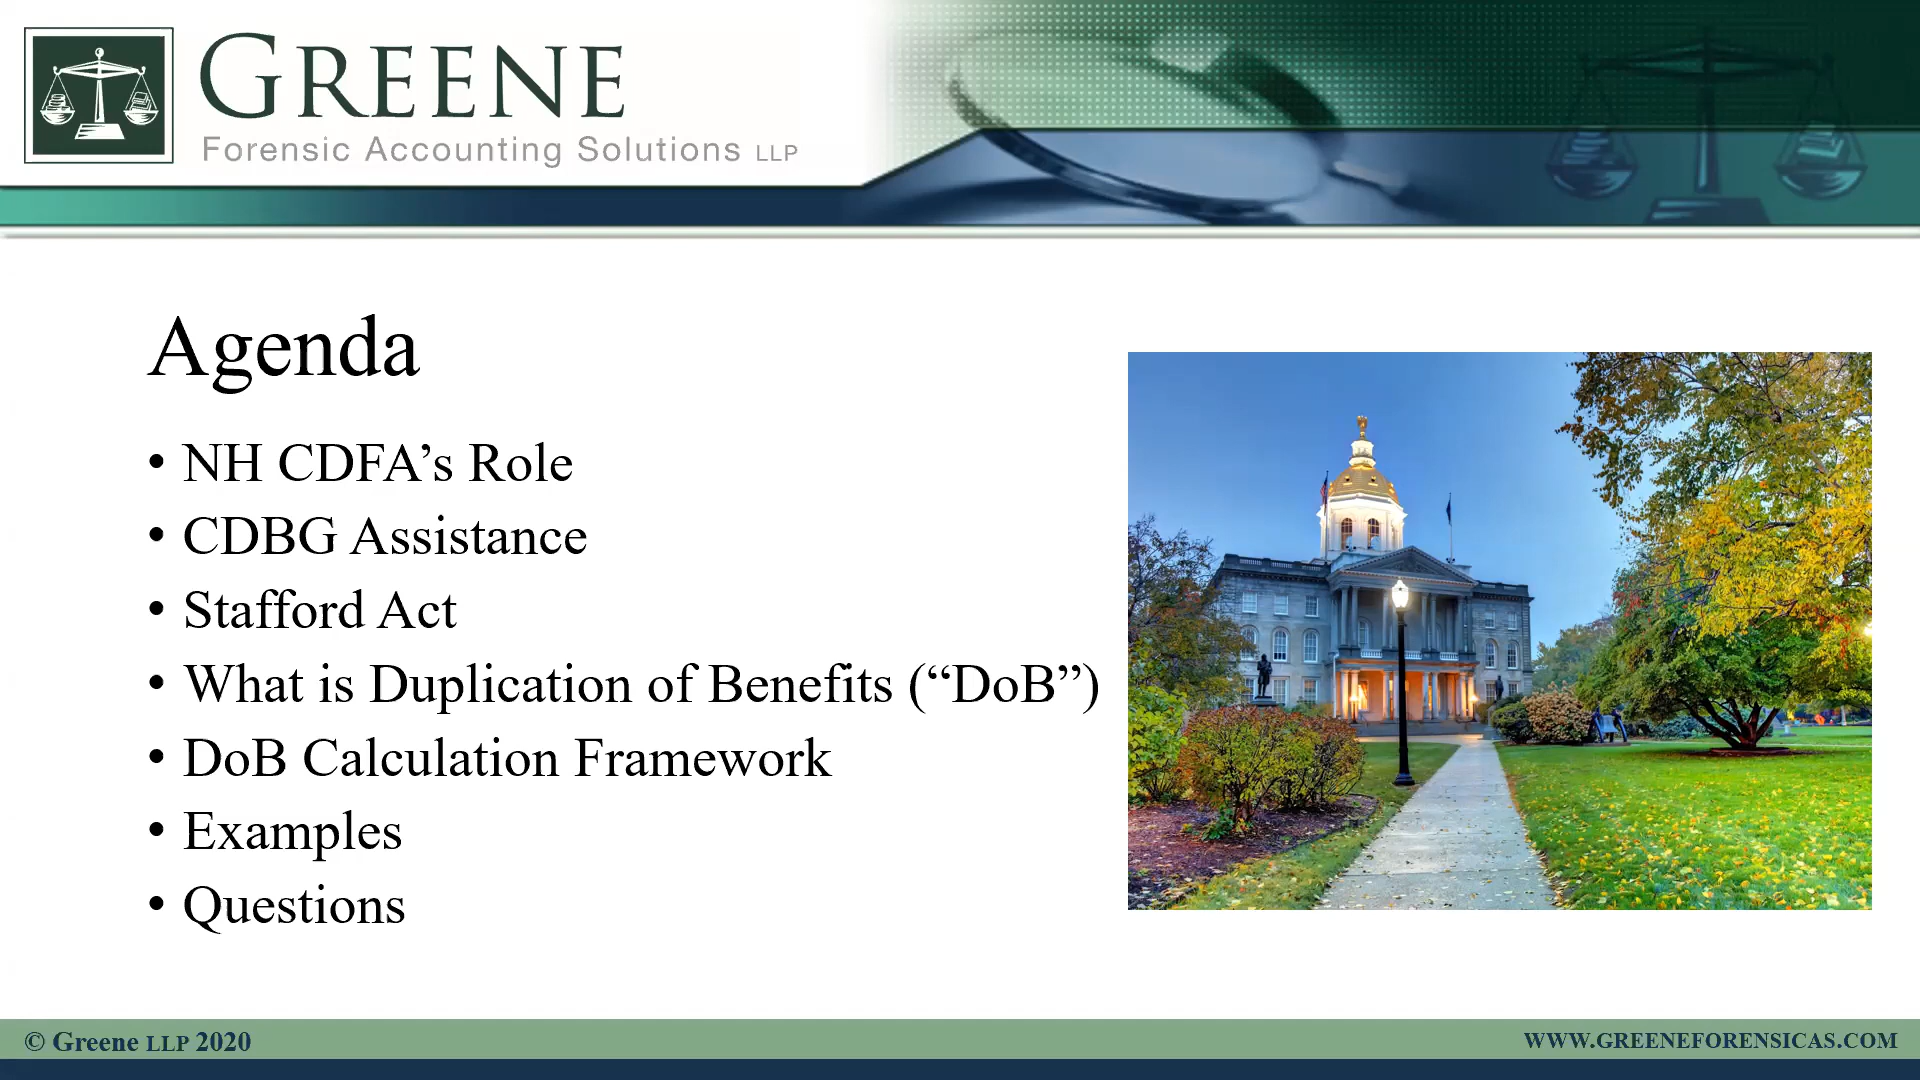 GREENE
Forensic Accounting Solutions LLP
Agenda
• NH CDFA’s Role
• CDBG Assistance
• Stafford Act
• What is Duplication of Benefits (“DoB”)
• DoB Calculation Framework
• Examples
• Questions
© Greene LLP 2020
WWW.GREENEFORENSICAS.COM